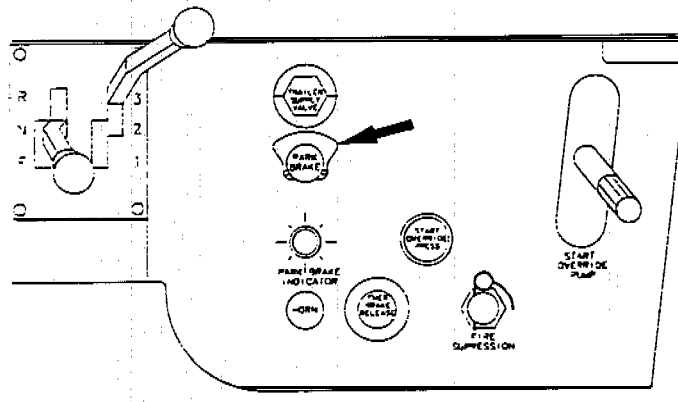 R
N
F
3
2
1
TRAILER
SUPPLY
VALVE
PARK
BRAKE
START
OVERRIDE
PRESS
PARK BRAKE
INDICATOR
HORN
BRAKE
RELEASE
FIRE
SUPPRESSION
START
OVERRIDE
PUMP